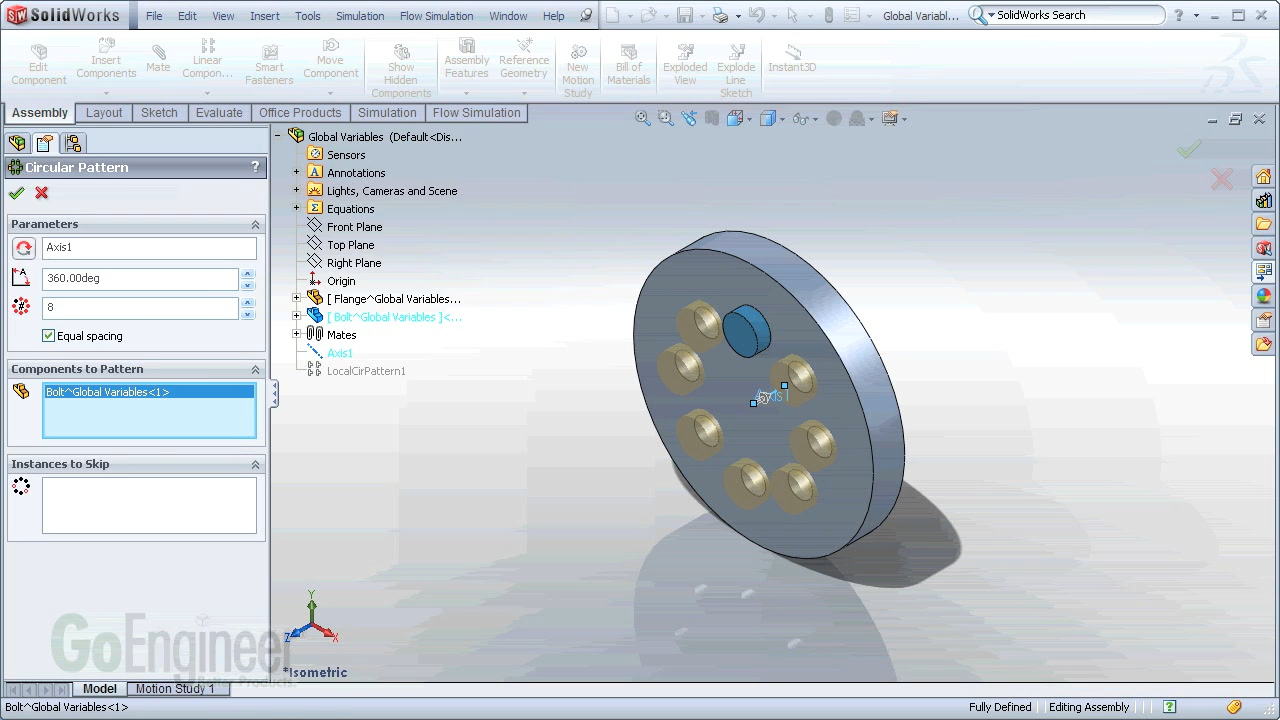 SolidWorks File Edit View Insert Tools Simulation Flow Simulation Window Help Global Variabl... SolidWorks Search ?
Edit Component
Insert Components
Mate
Linear Compon...
Smart Fasteners
Move Component
Show Hidden Components
Assembly Features
Reference Geometry
New Motion Study
Bill of Materials
Exploded View
Explode Line Sketch
Instant3D
Assembly Layout Sketch Evaluate Office Products Simulation Flow Simulation
Circular Pattern ?
Parameters
Axis1
360.00deg
8
Equal spacing
Components to Pattern
Bolt^Global Variables<1>
Instances to Skip
Global Variables (Default<Dis...
Sensors
Annotations
Lights, Cameras and Scene
Equations
Front Plane
Top Plane
Right Plane
Origin
[ Flange^Global Variables...
[ Bolt^Global Variables ]<...
Mates
Axis1
LocalCirPattern1
Axis1
Y
Z
X
*Isometric
GoEngineer
Better Products.
Model Motion Study 1
Bolt^Global Variables<1> Fully Defined Editing Assembly ?